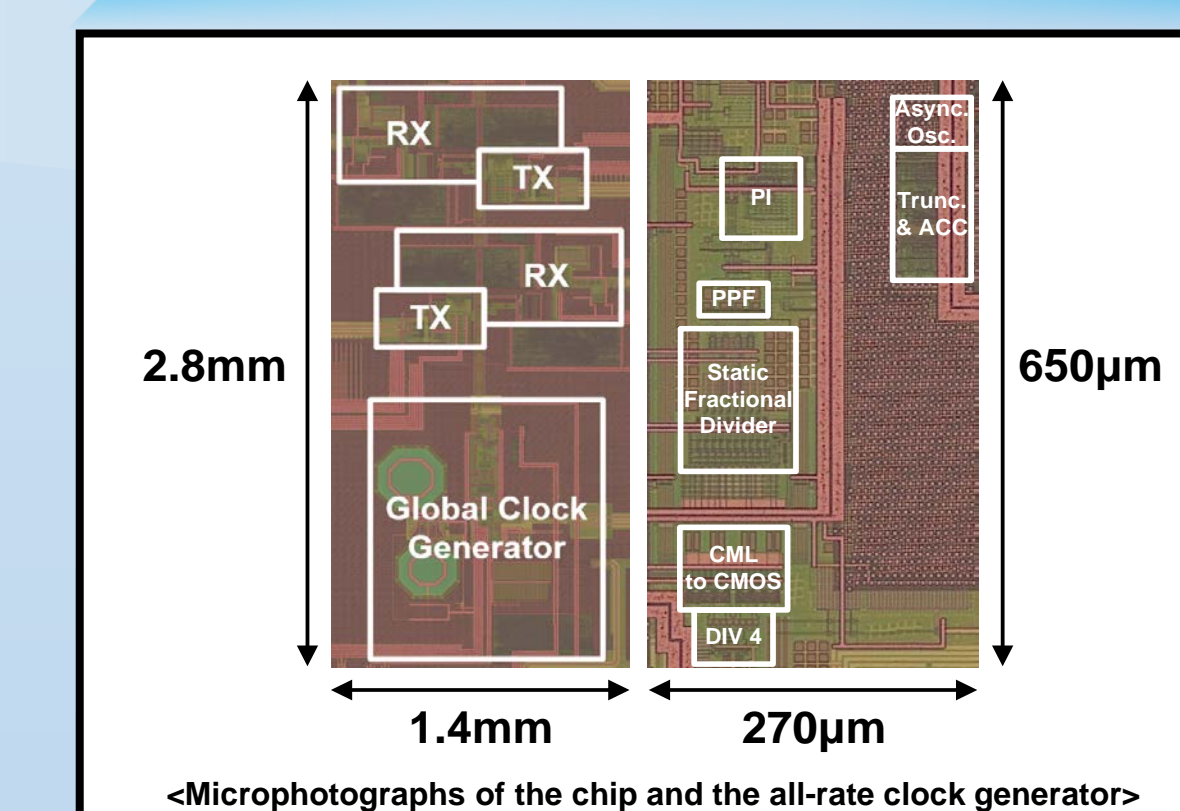 RX
TX
RX
TX
Global Clock
Generator
2.8mm
1.4mm
Async.
Osc.
Trunc.
& ACC
PI
PPF
Static
Fractional
Divider
CML
to CMOS
DIV 4
650µm
270µm
<Microphotographs of the chip and the all-rate clock generator>